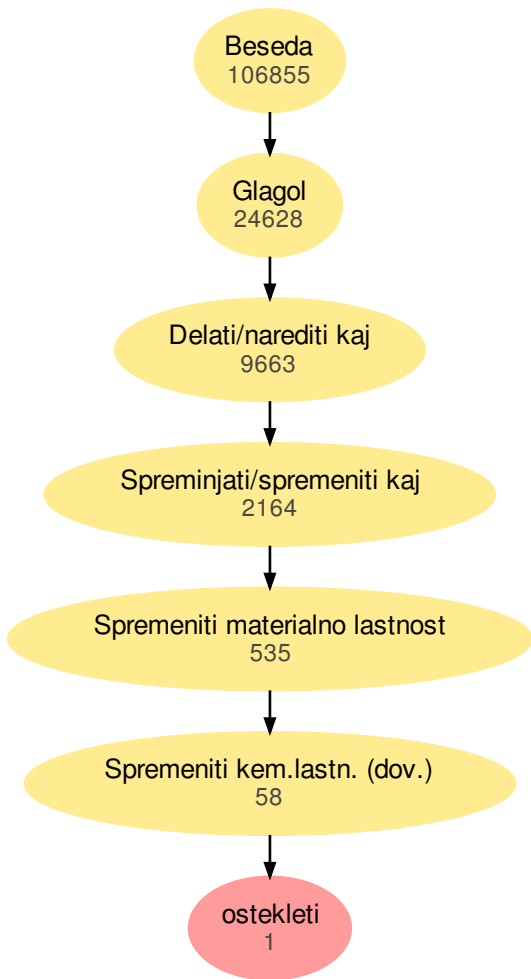 Beseda
106855
Glagol
24628
Delati/narediti kaj
9663
Spreminjati/spremeniti kaj
2164
Spremeniti materialno lastnost
535
Spremeniti kem.lastn. (dov.)
58
ostekleti
1